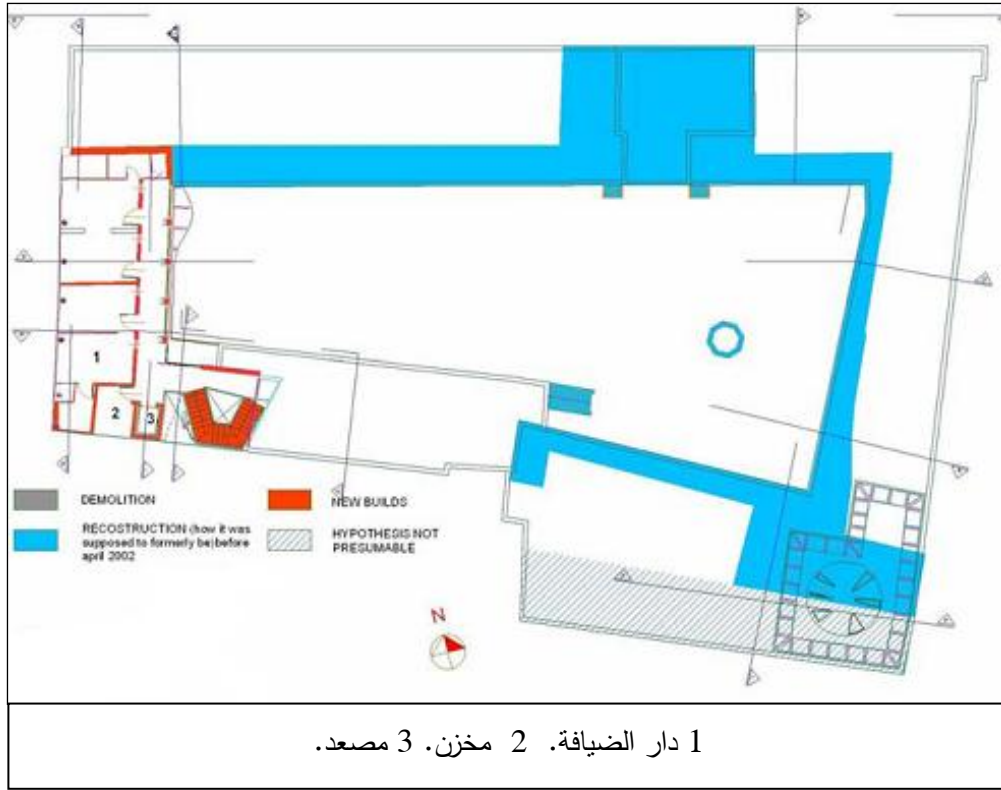 1
2
3
DEMOLITION
NEW BUILDS
RECOSTRUCTION (how it was
supposed to formerly be)before
april 2002
HYPOTHESIS NOT
PRESUMABLE
N
1 دار الضيافة. 2 مخزن. 3 مصعد.